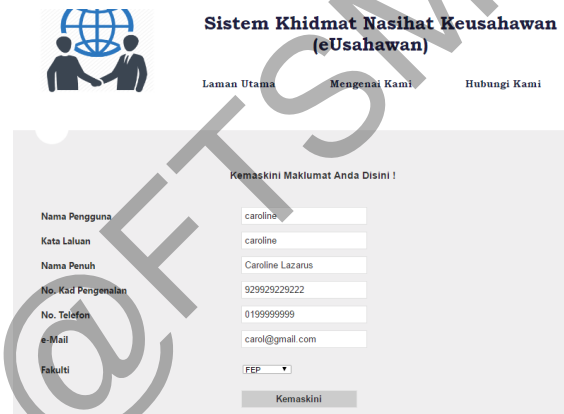 Sistem Khidmat Nasihat Keusahawan
(eUsahawan)
Laman Utama Mengenai Kami Hubungi Kami
Kemaskini Maklumat Anda Disini !
Nama Pengguna caroline
Kata Laluan caroline
Nama Penuh Caroline Lazarus
No. Kad Pengenalan 929929229222
No. Telefon 0199999999
e-Mail carol@gmail.com
Fakulti FEP
Kemaskini
@FTSM